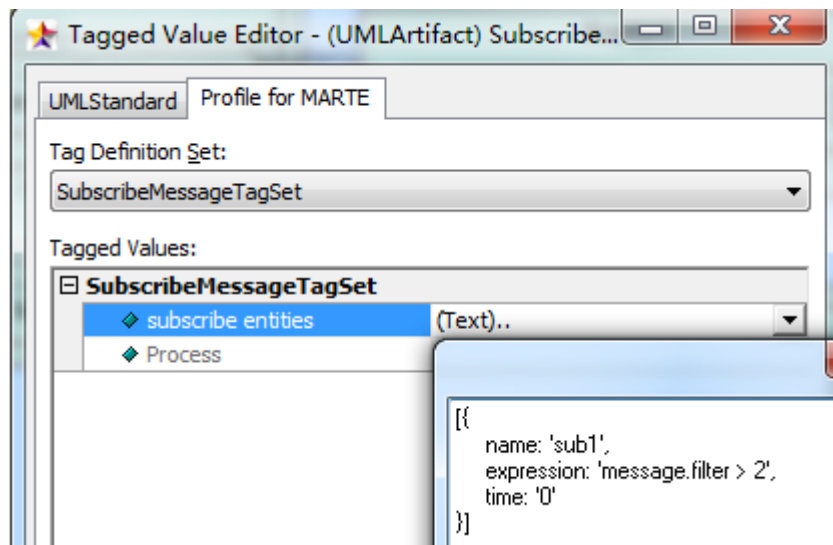 Tagged Value Editor - (UMLArtifact) Subscribe...
UMLStandard Profile for MARTE
Tag Definition Set:
SubscribeMessageTagSet
Tagged Values:
SubscribeMessageTagSet
subscribe entities (Text)..
Process
[{
name: 'sub1',
expression: 'message.filter > 2',
time: '0'
}]